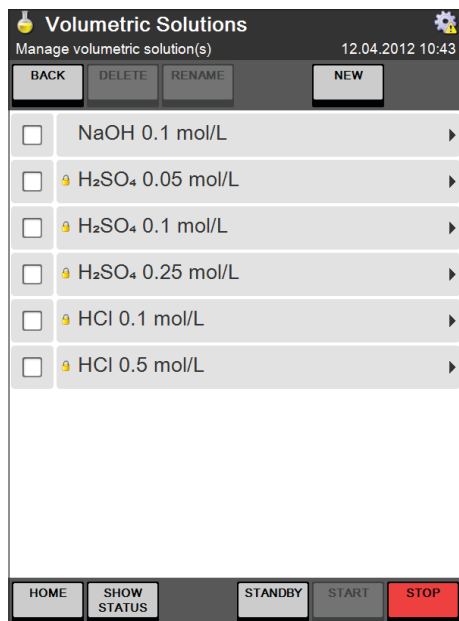 Volumetric Solutions
Manage volumetric solution(s) 12.04.2012 10:43
BACK DELETE RENAME NEW
NaOH 0.1 mol/L
H₂SO₄ 0.05 mol/L
H₂SO₄ 0.1 mol/L
H₂SO₄ 0.25 mol/L
HCl 0.1 mol/L
HCl 0.5 mol/L
HOME SHOW STANDBY START STOP
STATUS